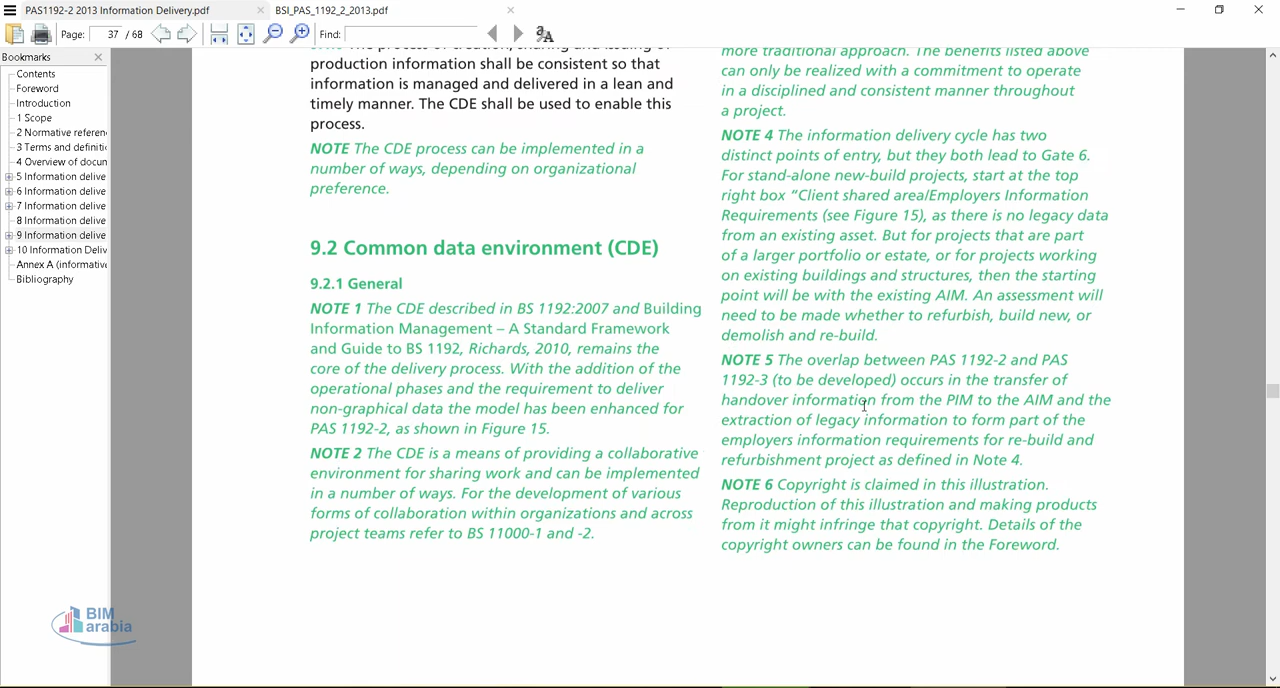 PAS1192-2 2013 Information Delivery.pdf
BSI_PAS_1192_2_2013.pdf
Page: 37 / 68
Find:
Bookmarks
Contents
Foreword
Introduction
1 Scope
2 Normative referen
3 Terms and definitio
4 Overview of docum
5 Information delive
6 Information delive
7 Information delive
8 Information delive
9 Information delive
10 Information Deliv
Annex A (informative
Bibliography
production information shall be consistent so that
information is managed and delivered in a lean and
timely manner. The CDE shall be used to enable this
process.
NOTE The CDE process can be implemented in a
number of ways, depending on organizational
preference.
9.2 Common data environment (CDE)
9.2.1 General
NOTE 1 The CDE described in BS 1192:2007 and Building
Information Management – A Standard Framework
and Guide to BS 1192, Richards, 2010, remains the
core of the delivery process. With the addition of the
operational phases and the requirement to deliver
non-graphical data the model has been enhanced for
PAS 1192-2, as shown in Figure 15.
NOTE 2 The CDE is a means of providing a collaborative
environment for sharing work and can be implemented
in a number of ways. For the development of various
forms of collaboration within organizations and across
project teams refer to BS 11000-1 and -2.
more traditional approach. The benefits listed above
can only be realized with a commitment to operate
in a disciplined and consistent manner throughout
a project.
NOTE 4 The information delivery cycle has two
distinct points of entry, but they both lead to Gate 6.
For stand-alone new-build projects, start at the top
right box “Client shared area/Employers Information
Requirements (see Figure 15), as there is no legacy data
from an existing asset. But for projects that are part
of a larger portfolio or estate, or for projects working
on existing buildings and structures, then the starting
point will be with the existing AIM. An assessment will
need to be made whether to refurbish, build new, or
demolish and re-build.
NOTE 5 The overlap between PAS 1192-2 and PAS
1192-3 (to be developed) occurs in the transfer of
handover information from the PIM to the AIM and the
extraction of legacy information to form part of the
employers information requirements for re-build and
refurbishment project as defined in Note 4.
NOTE 6 Copyright is claimed in this illustration.
Reproduction of this illustration and making products
from it might infringe that copyright. Details of the
copyright owners can be found in the Foreword.
BIM
arabia